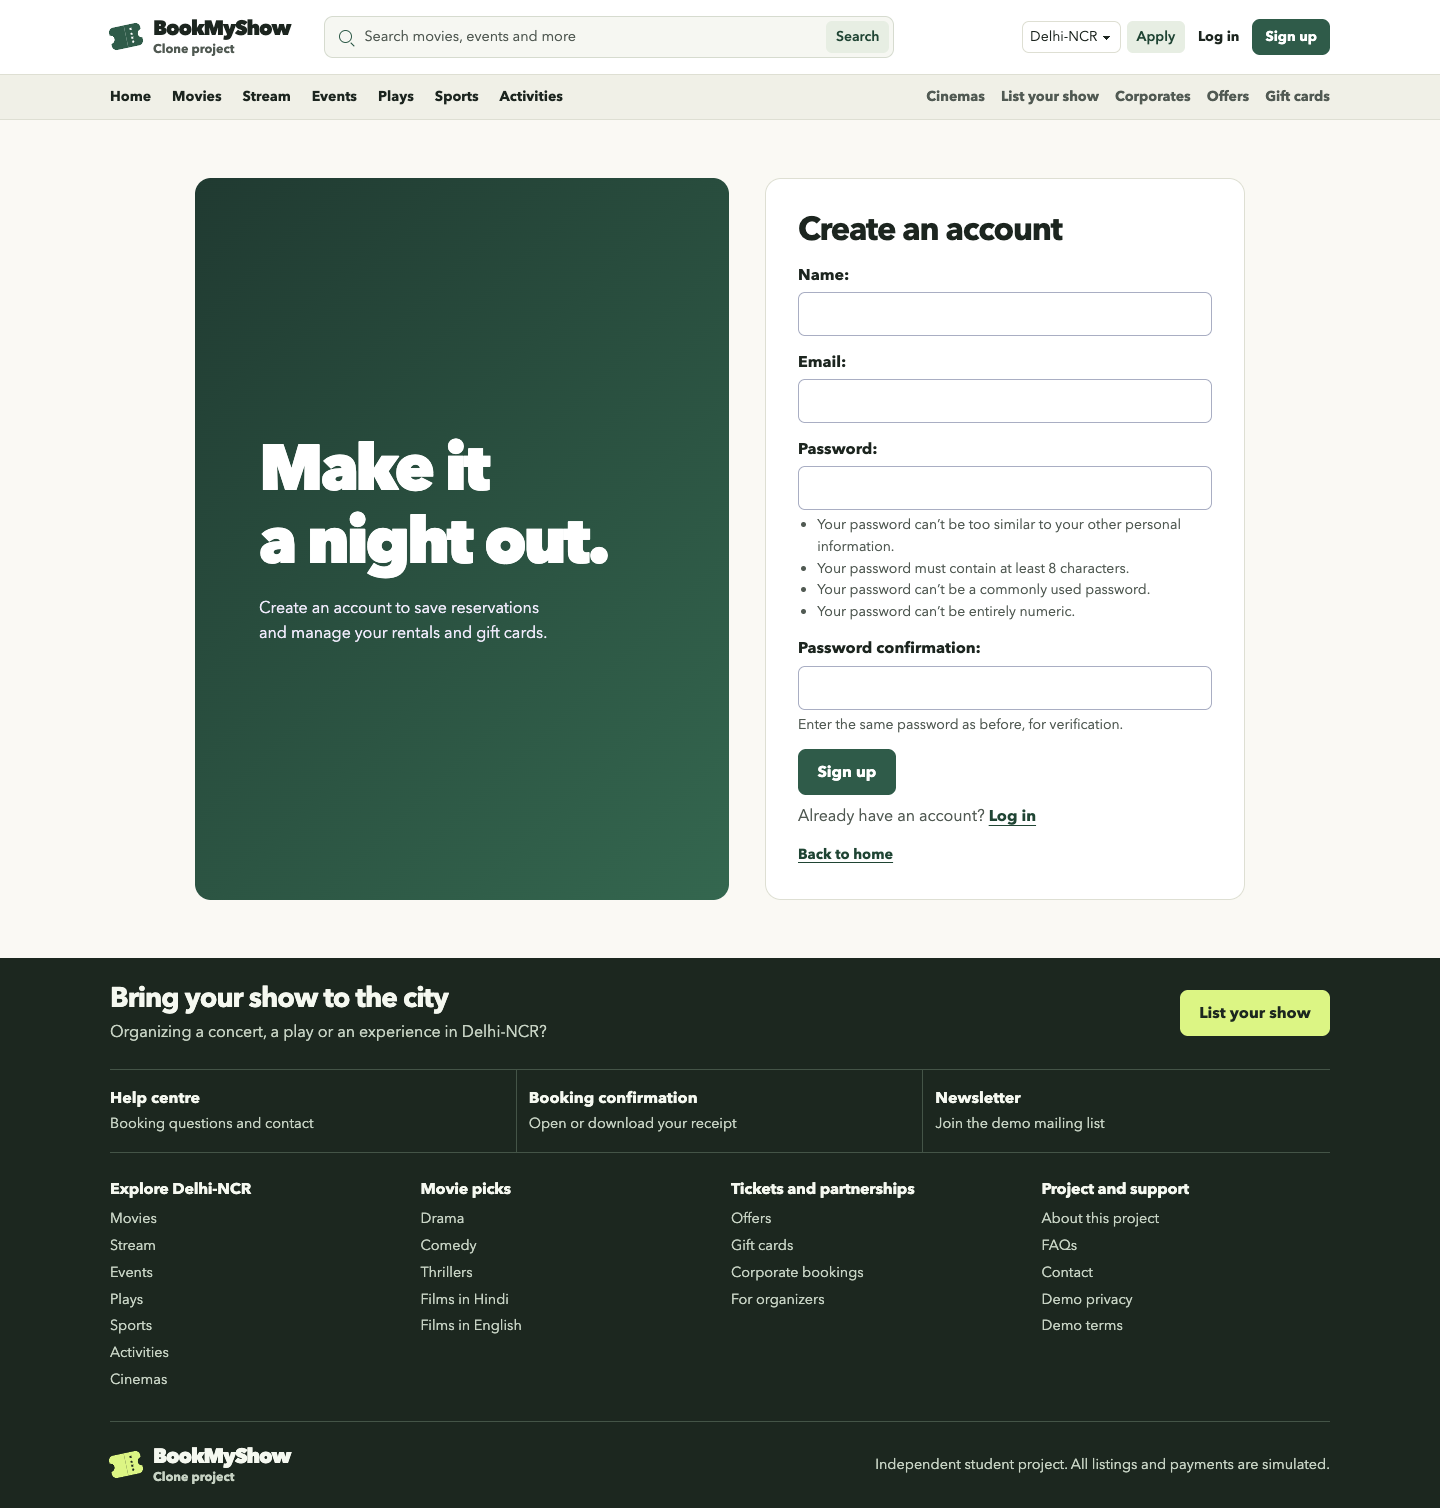 BookMyShow
Clone project
Search movies, events and more
Search
Delhi-NCR
Apply
Log in
Sign up
Home
Movies
Stream
Events
Plays
Sports
Activities
Cinemas
List your show
Corporates
Offers
Gift cards
Make it
a night out.
Create an account to save reservations
and manage your rentals and gift cards.
Create an account
Name:
Email:
Password:
Your password can’t be too similar to your other personal
information.
Your password must contain at least 8 characters.
Your password can’t be a commonly used password.
Your password can’t be entirely numeric.
Password confirmation:
Enter the same password as before, for verification.
Sign up
Already have an account? Log in
Back to home
Bring your show to the city
Organizing a concert, a play or an experience in Delhi-NCR?
List your show
Help centre
Booking questions and contact
Booking confirmation
Open or download your receipt
Newsletter
Join the demo mailing list
Explore Delhi-NCR
Movies
Stream
Events
Plays
Sports
Activities
Cinemas
Movie picks
Drama
Comedy
Thrillers
Films in Hindi
Films in English
Tickets and partnerships
Offers
Gift cards
Corporate bookings
For organizers
Project and support
About this project
FAQs
Contact
Demo privacy
Demo terms
BookMyShow
Clone project
Independent student project. All listings and payments are simulated.